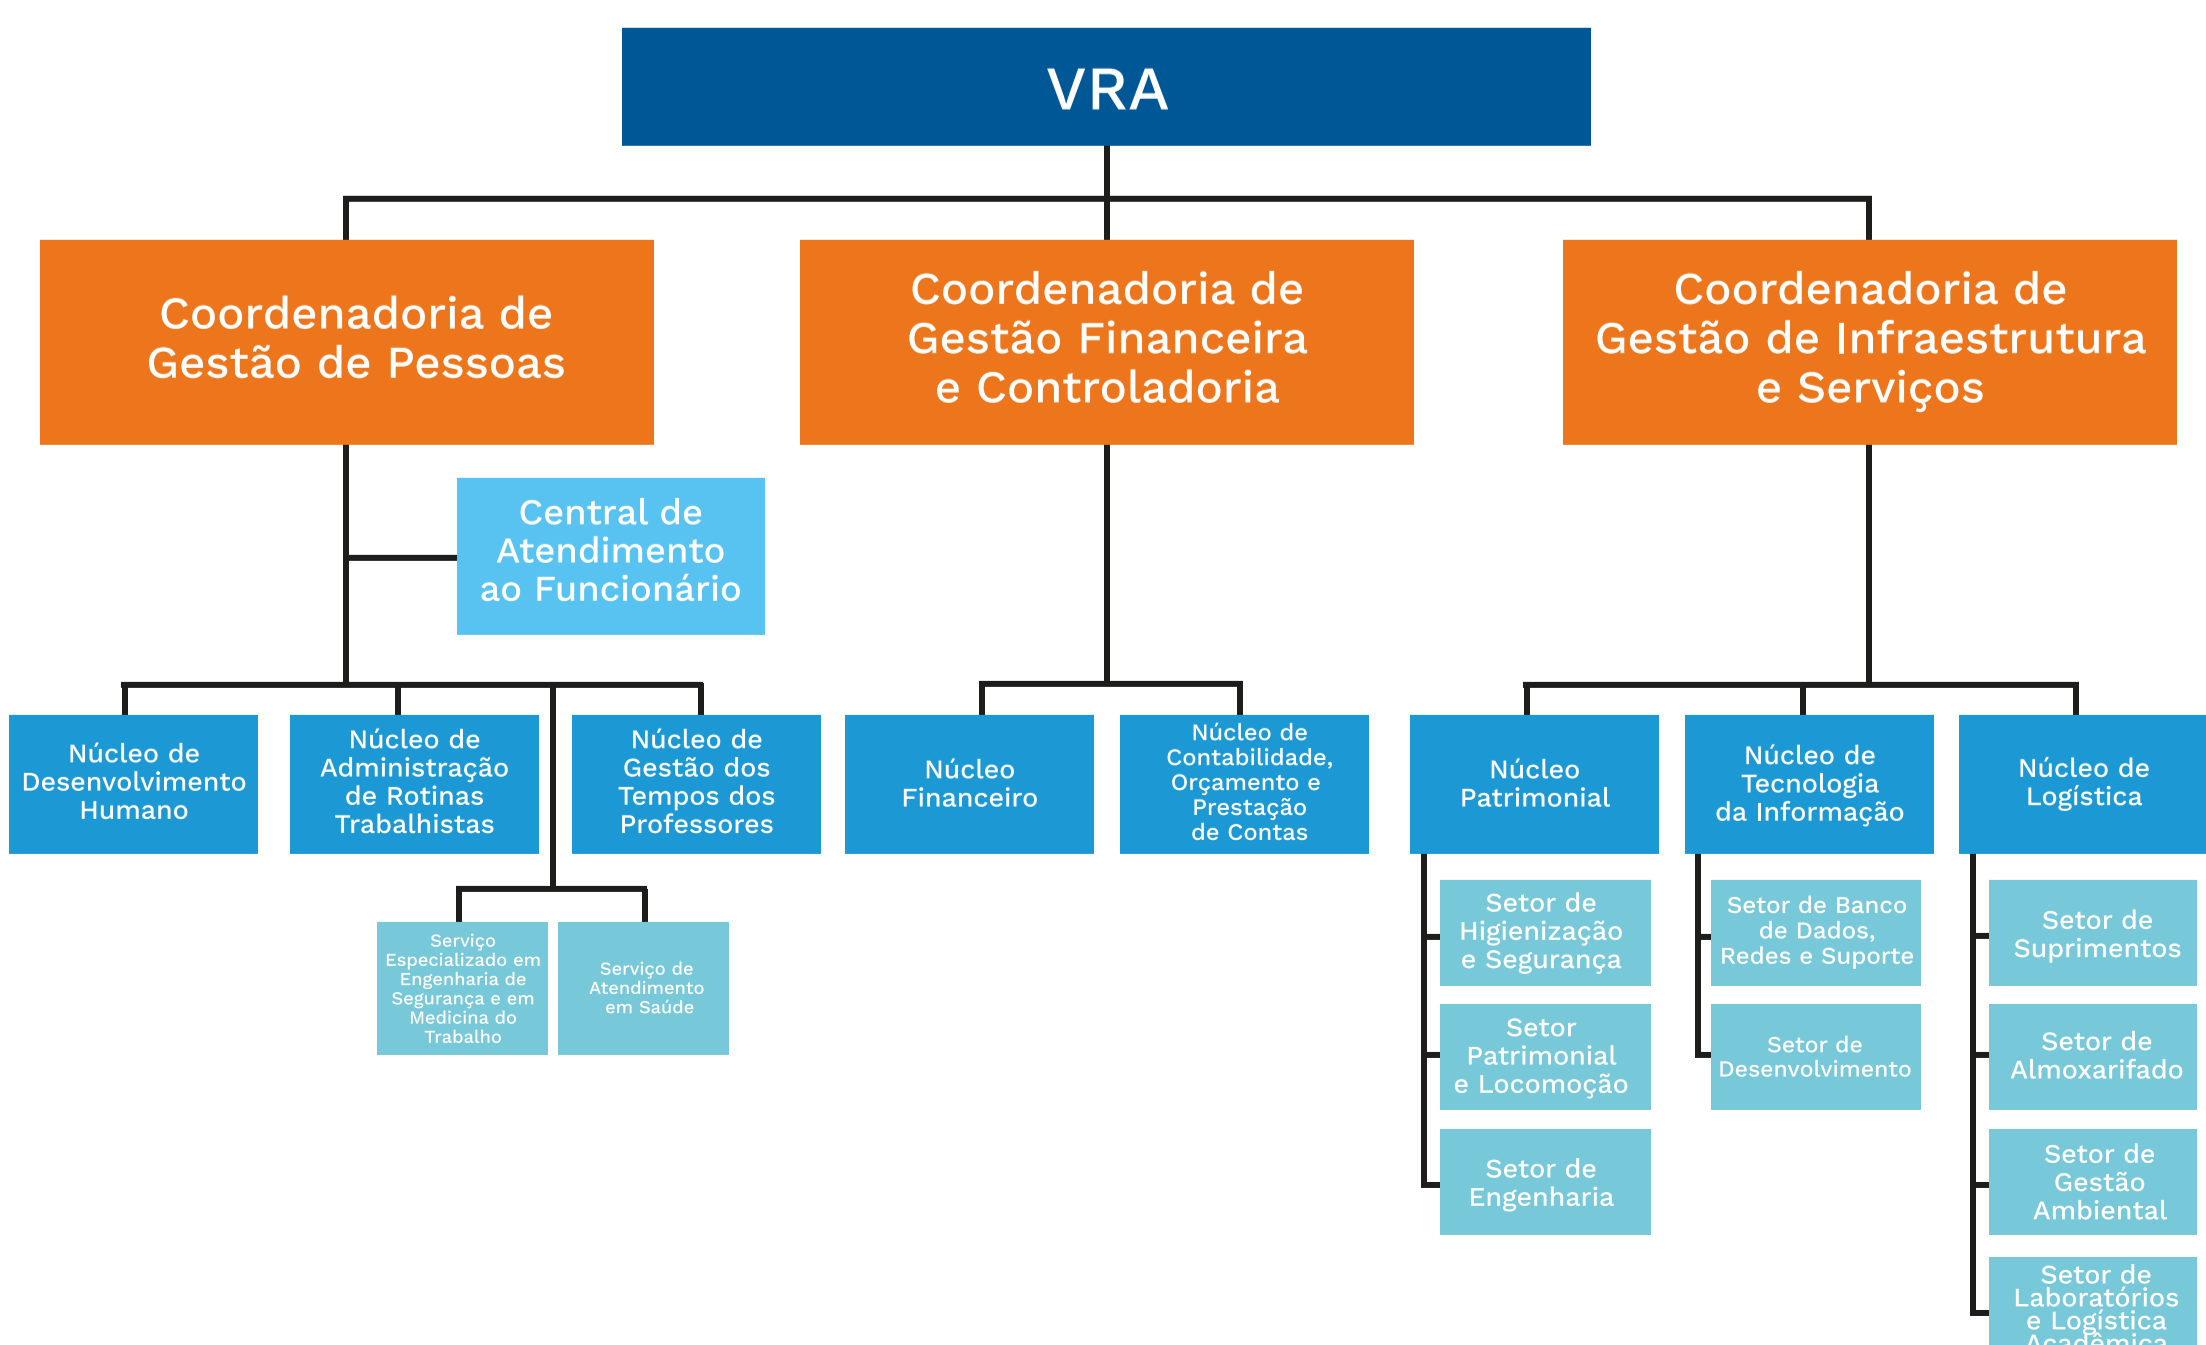 VRA
Coordenadoria de
Gestão de Pessoas
Coordenadoria de
Gestão Financeira
e Controladoria
Coordenadoria de
Gestão de Infraestrutura
e Serviços
Central de
Atendimento
ao Funcionário
Núcleo de
Desenvolvimento
Humano
Núcleo de
Administração
de Rotinas
Trabalhistas
Núcleo de
Gestão dos
Tempos dos
Professores
Núcleo
Financeiro
Núcleo de
Contabilidade,
Orçamento e
Prestação
de Contas
Núcleo
Patrimonial
Núcleo de
Tecnologia
da Informação
Núcleo de
Logística
Serviço
Especializado em
Engenharia de
Segurança e em
Medicina do
Trabalho
Serviço de
Atendimento
em Saúde
Setor de
Higienização
e Segurança
Setor
Patrimonial
e Locomoção
Setor de
Engenharia
Setor de Banco
de Dados,
Redes e Suporte
Setor de
Desenvolvimento
Setor de
Suprimentos
Setor de
Almoxarifado
Setor de
Gestão
Ambiental
Setor de
Laboratórios
e Logística
Acadêmica